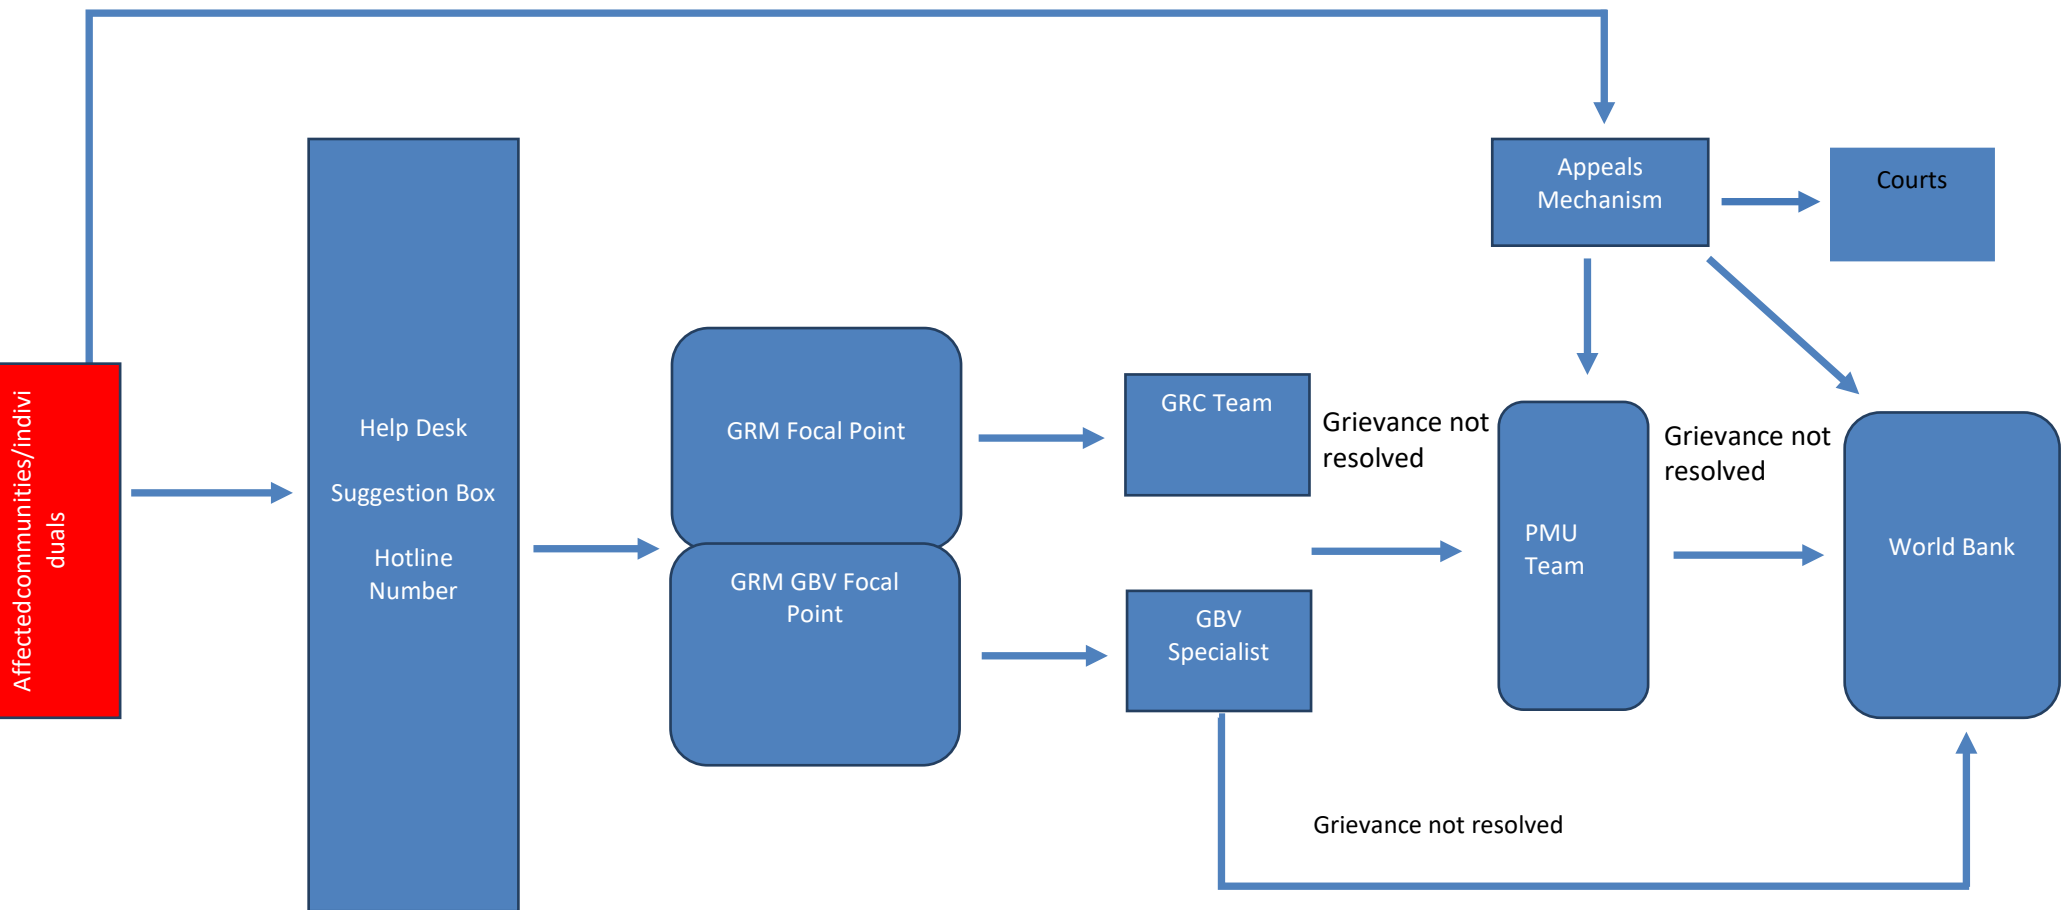 Affectedcommunities/indivi
duals
Help Desk
Suggestion Box
Hotline
Number
GRM Focal Point
GRM GBV Focal
Point
GRC Team
GBV
Specialist
Grievance not
resolved
Appeals
Mechanism
Courts
PMU
Team
Grievance not
resolved
World Bank
Grievance not resolved